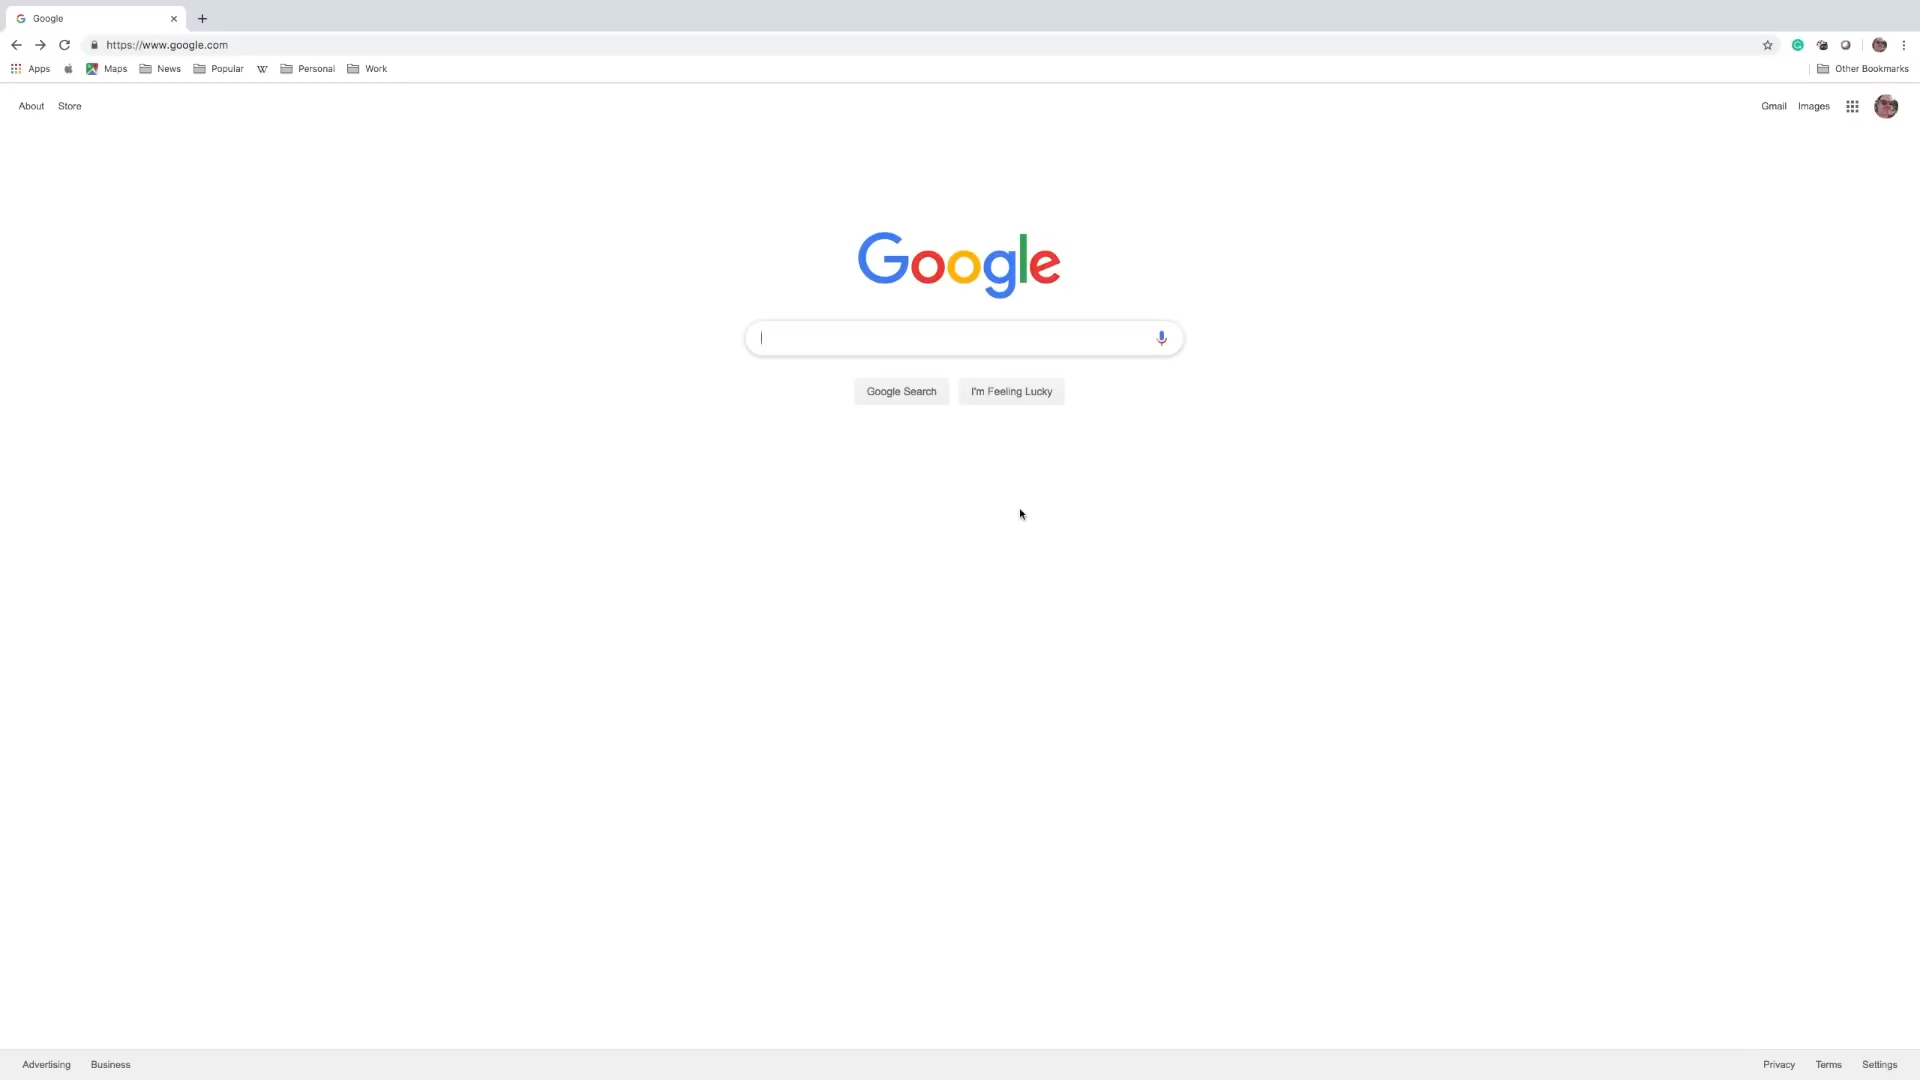 Google
https://www.google.com
Apps Maps News Popular W Personal Work Other Bookmarks
About Store Gmail Images
Google
Google Search I'm Feeling Lucky
Advertising Business Privacy Terms Settings